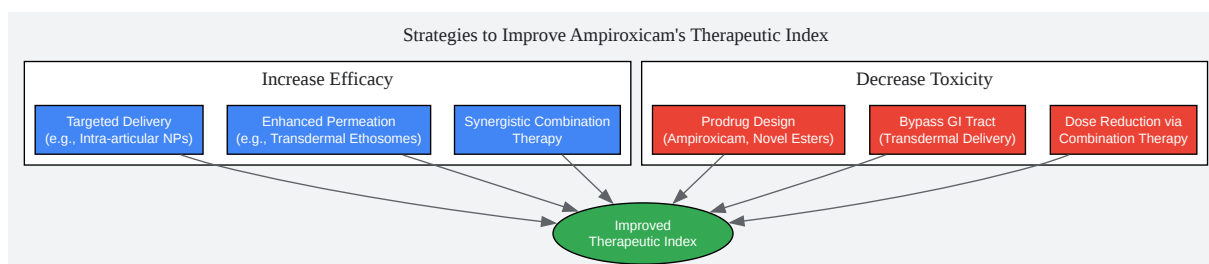 Strategies to Improve Ampiroxicam's Therapeutic Index
Increase Efficacy
Targeted Delivery
(e.g., Intra-articular NPs)
Enhanced Permeation
(e.g., Transdermal Ethosomes)
Synergistic Combination
Therapy
Decrease Toxicity
Prodrug Design
(Ampiroxicam, Novel Esters)
Bypass GI Tract
(Transdermal Delivery)
Dose Reduction via
Combination Therapy
Improved
Therapeutic Index